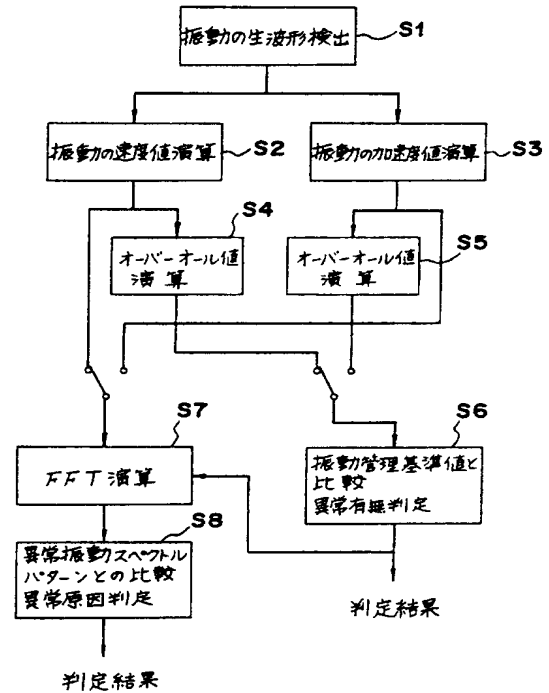 振動の生波形検出
S1
振動の速度値演算
S2
振動の加速度値演算
S3
S4
オーバーオール値
演算
オーバーオール値
演算
S5
S7
FFT演算
S6
振動管理基準値と
比較
異常有無判定
S8
異常振動スペクトル
パターンとの比較
異常原因判定
判定結果
判定結果